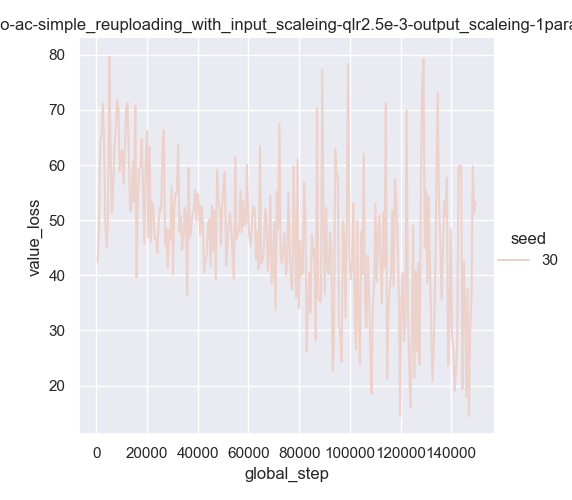 o-ac-simple_reuploading_with_input_scaleing-qlr2.5e-3-output_scaleing-1para
80
70
60
50
40
30
20
value_loss
0 20000 40000 60000 80000 100000 120000 140000
global_step
seed
30